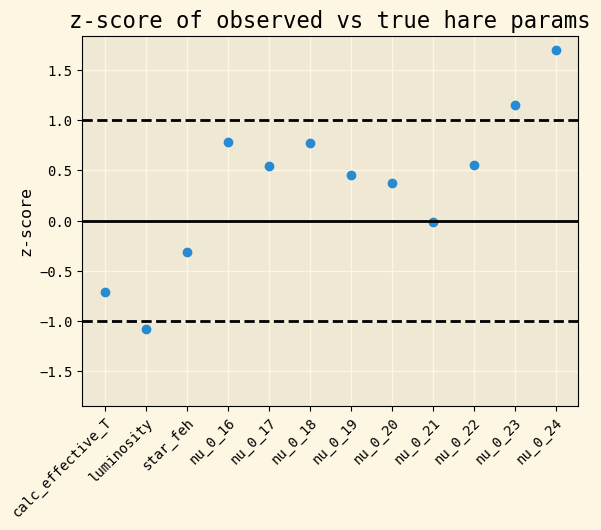 z-score of observed vs true hare params
z-score
1.5
1.0
0.5
0.0
−0.5
−1.0
−1.5
calc_effective_T
luminosity
star_feh
nu_0_16
nu_0_17
nu_0_18
nu_0_19
nu_0_20
nu_0_21
nu_0_22
nu_0_23
nu_0_24